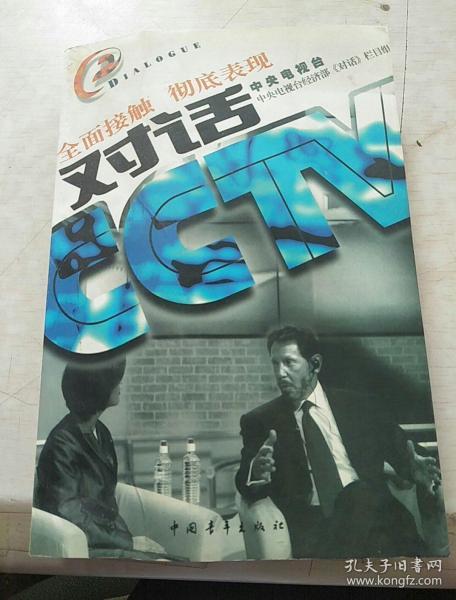 DIALOGUE
全面接触 彻底表现
中央电视台
中央电视台经济部《对话》栏目组
对话
CCTV
中国青年出版社
孔夫子旧书网
www.kongfz.com